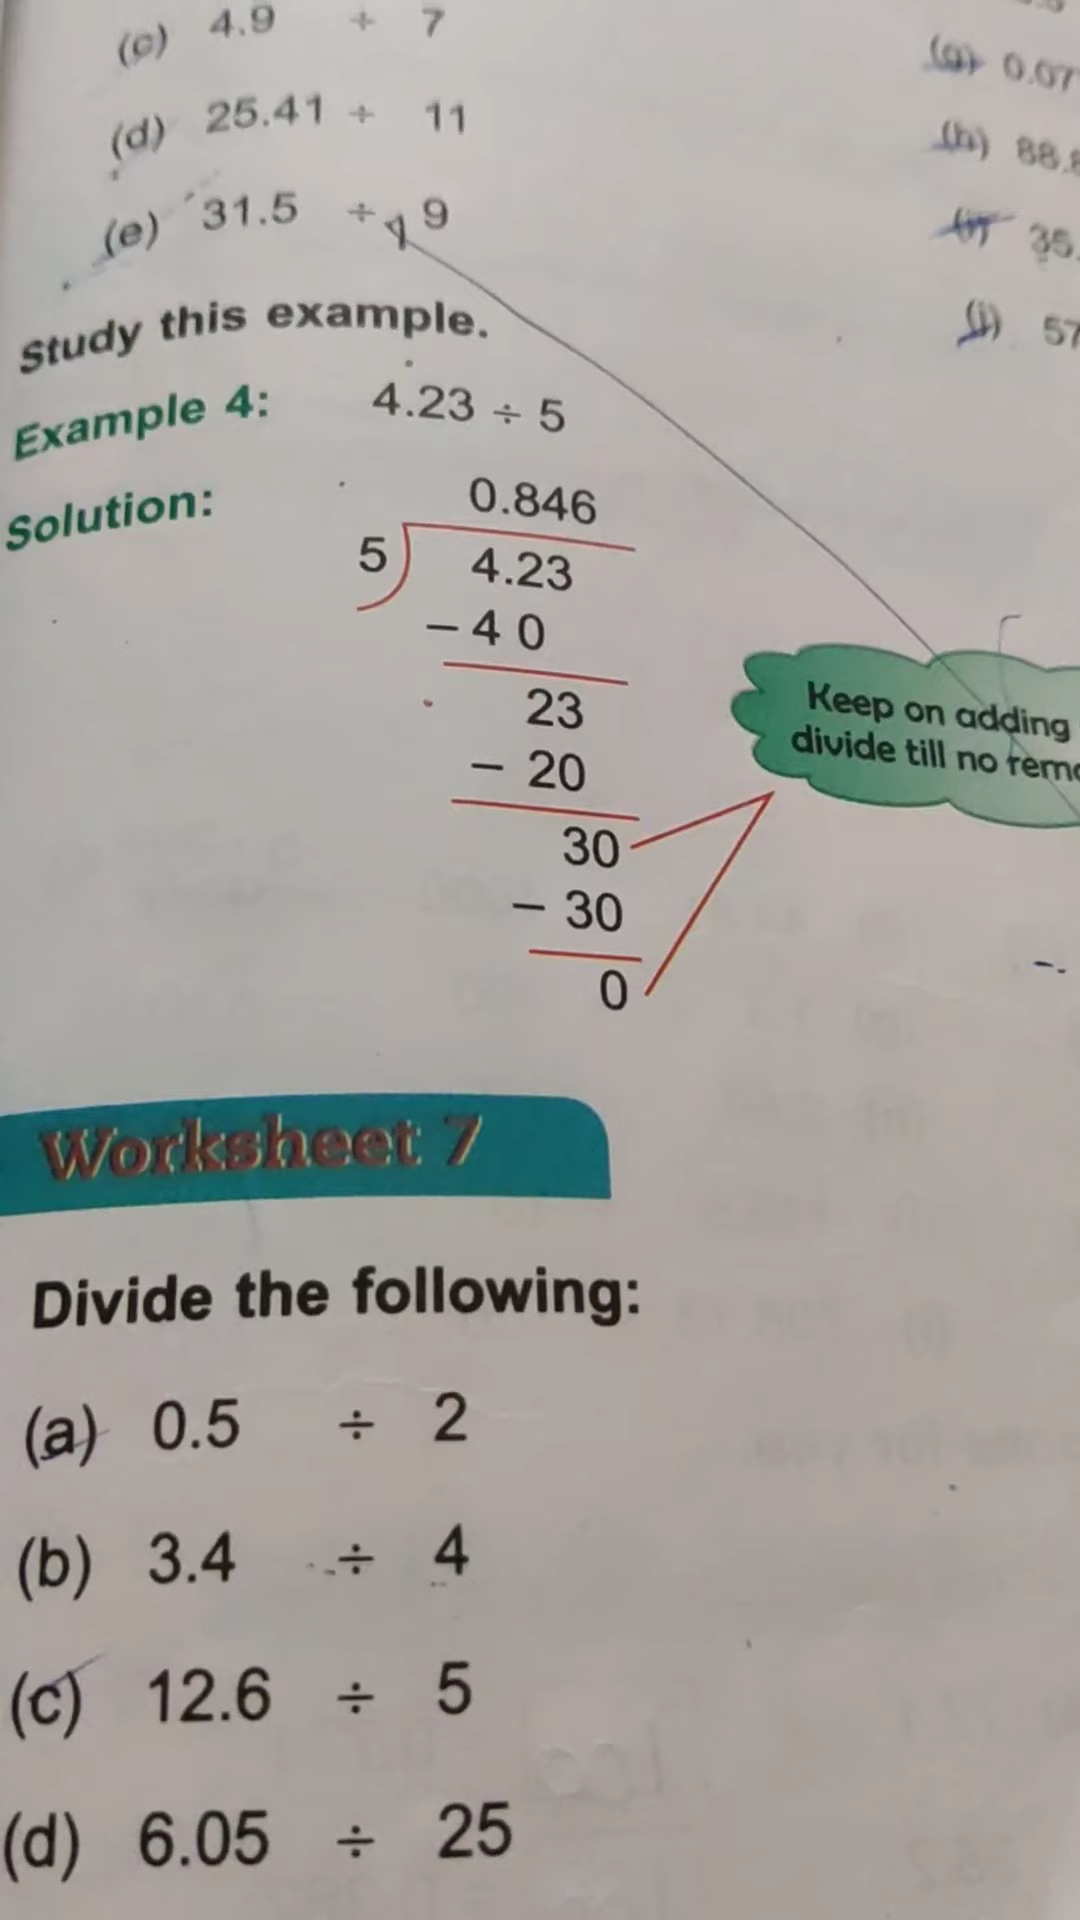 (c) 4.9 ÷ 7
(d) 25.41 ÷ 11
(e) 31.5 ÷ 9
(g) 0.07
(h) 88.8
(i) 35.
(j) 57
Study this example.
Example 4: 4.23 ÷ 5
Solution:
0.846
5 4.23
– 4 0
23
– 20
30
– 30
0
Keep on adding
divide till no
Worksheet 7
Divide the following:
(a) 0.5 ÷ 2
(b) 3.4 ÷ 4
(c) 12.6 ÷ 5
(d) 6.05 ÷ 25